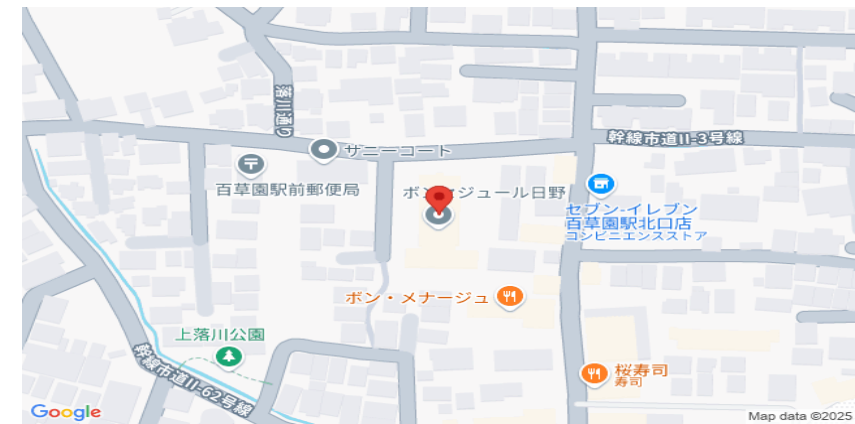 落川通り
幹線市道II-3号線
サニーコート
百草園駅前郵便局
ボン
ジュール日野
セブン-イレブン
百草園駅北口店
コンビニエンスストア
ボン・メナージュ
上落川公園
幹線市道II-62号線
桜寿司
寿司
Google
Map data ©2025